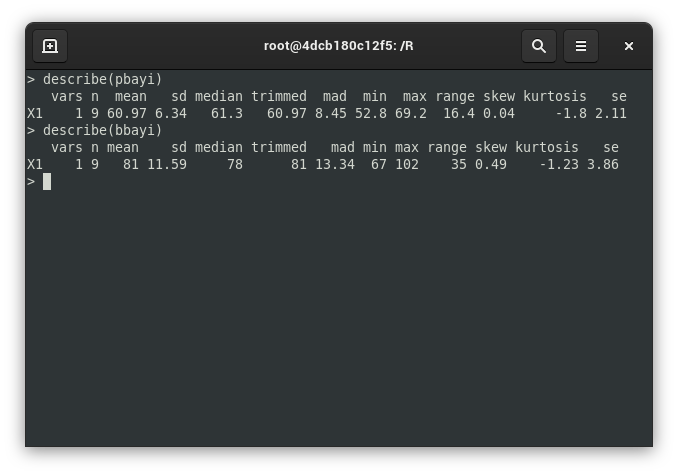 root@4dcb180c12f5: /R
> describe(pbayi)
   vars n  mean   sd median trimmed  mad  min  max range skew kurtosis   se
X1    1 9 60.97 6.34   61.3   60.97 8.45 52.8 69.2  16.4 0.04     -1.8 2.11
> describe(bbayi)
   vars n mean    sd median trimmed   mad min max range skew kurtosis   se
X1    1 9   81 11.59     78      81 13.34  67 102    35 0.49    -1.23 3.86
>